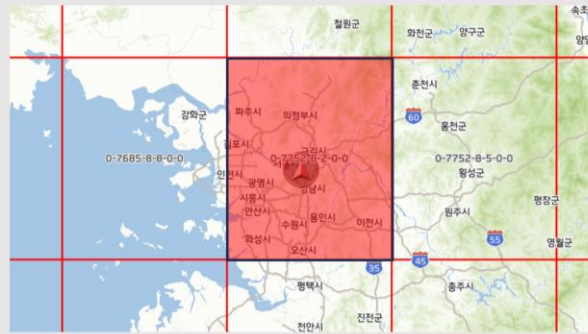 속초
철원군
화천군
양구군
양양
춘천시
강화군
파주시
의정부시
60
홍천군
김포시
구리시
0-7685-8-8-0-0
0-7752-8-2-0-0
0-7752-8-5-0-0
인천시
광명시
성남시
횡성군
시흥시
평창군
안산시
수원시
용인시
이천시
원주시
화성시
오산시
55
영월군
35
45
평택시
충주시
천안시
진천군